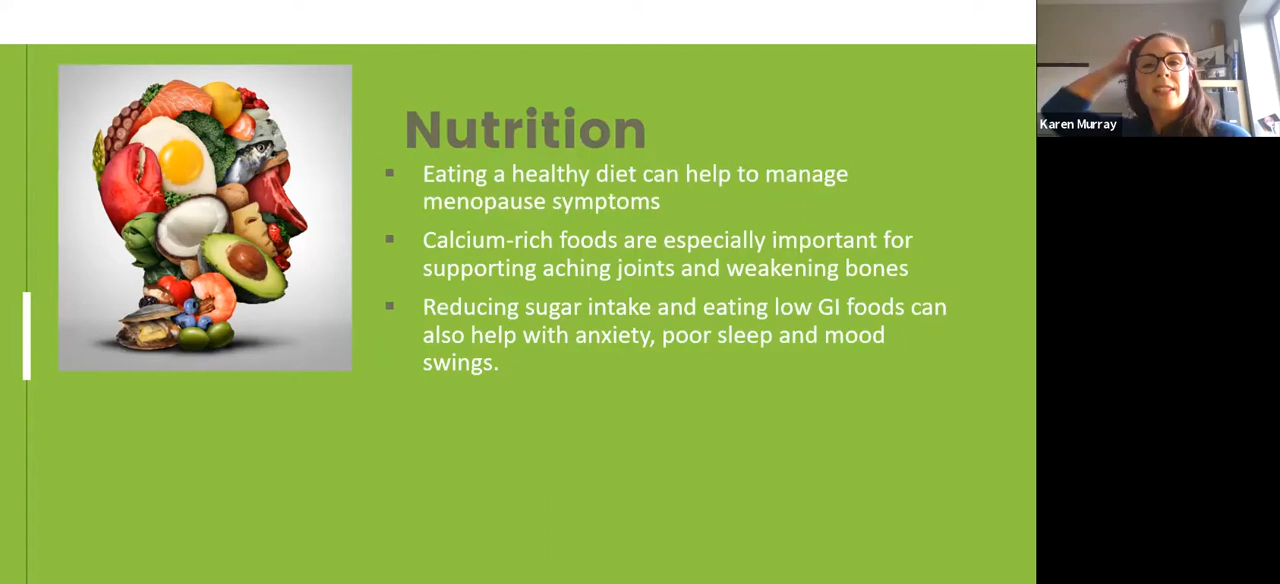 Nutrition
Eating a healthy diet can help to manage
menopause symptoms
Calcium-rich foods are especially important for
supporting aching joints and weakening bones
Reducing sugar intake and eating low GI foods can
also help with anxiety, poor sleep and mood
swings.
Karen Murray